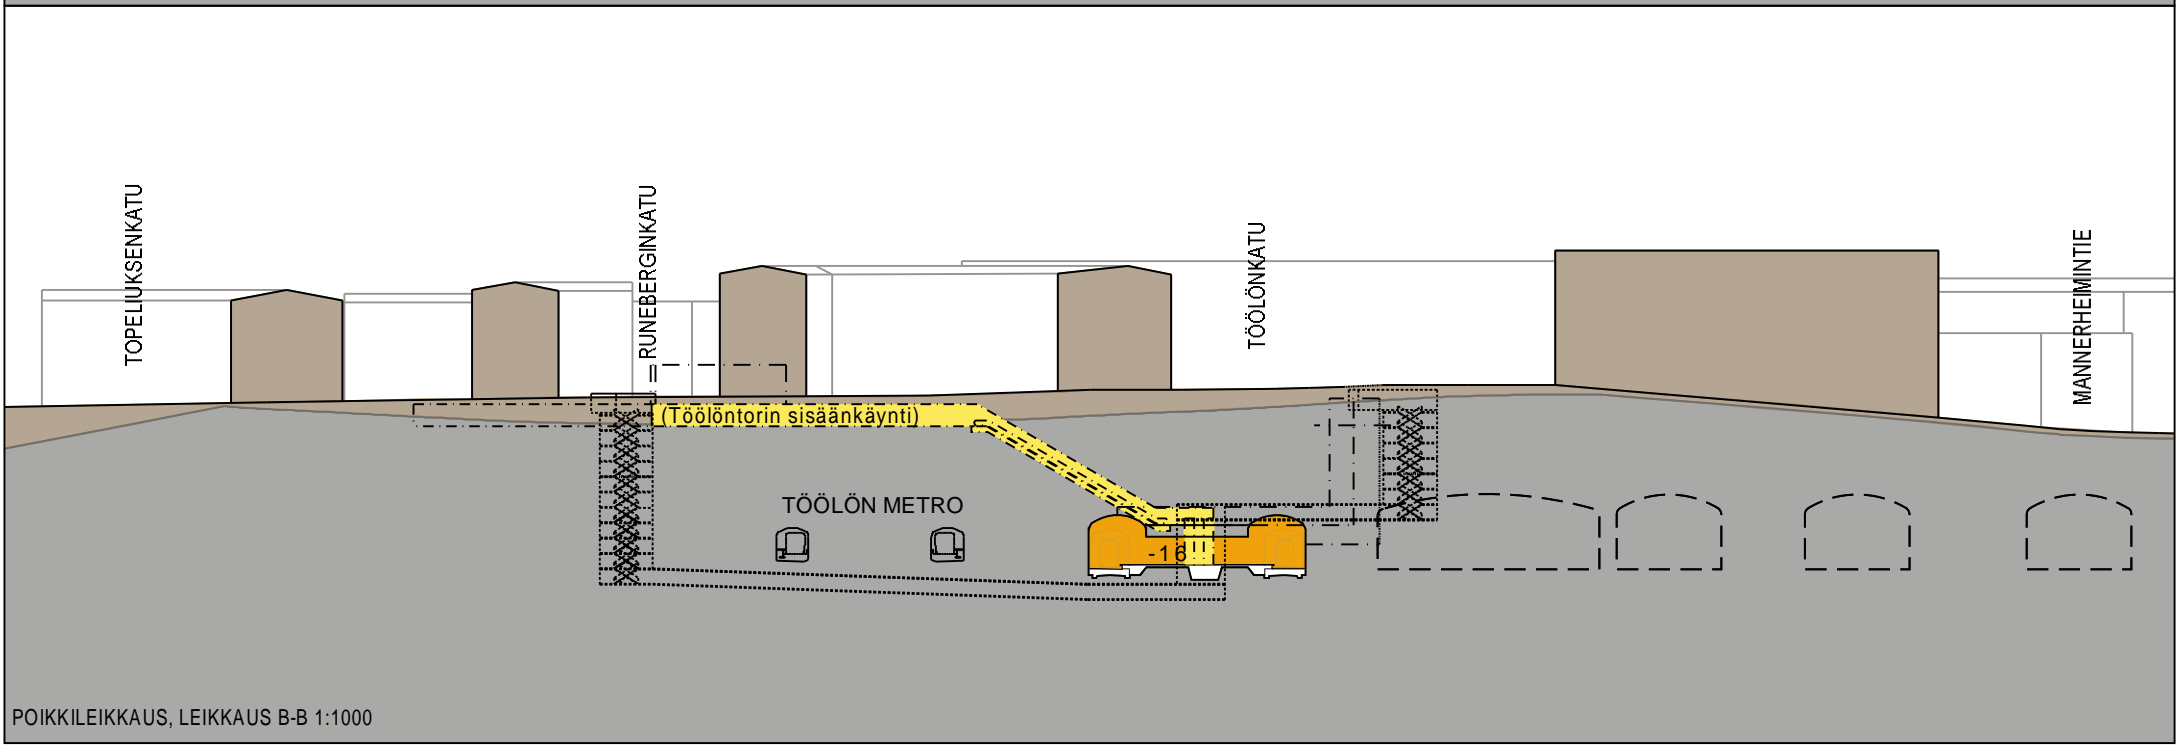 TOPELIUKSENKATU
RUNEBERGINKATU
TÖÖLÖNKATU
MANNERHEIMINTIE
(Töölöntorin sisäänkäynti)
TÖÖLÖN METRO
-16
POIKKILEIKKAUS, LEIKKAUS B-B 1:1000